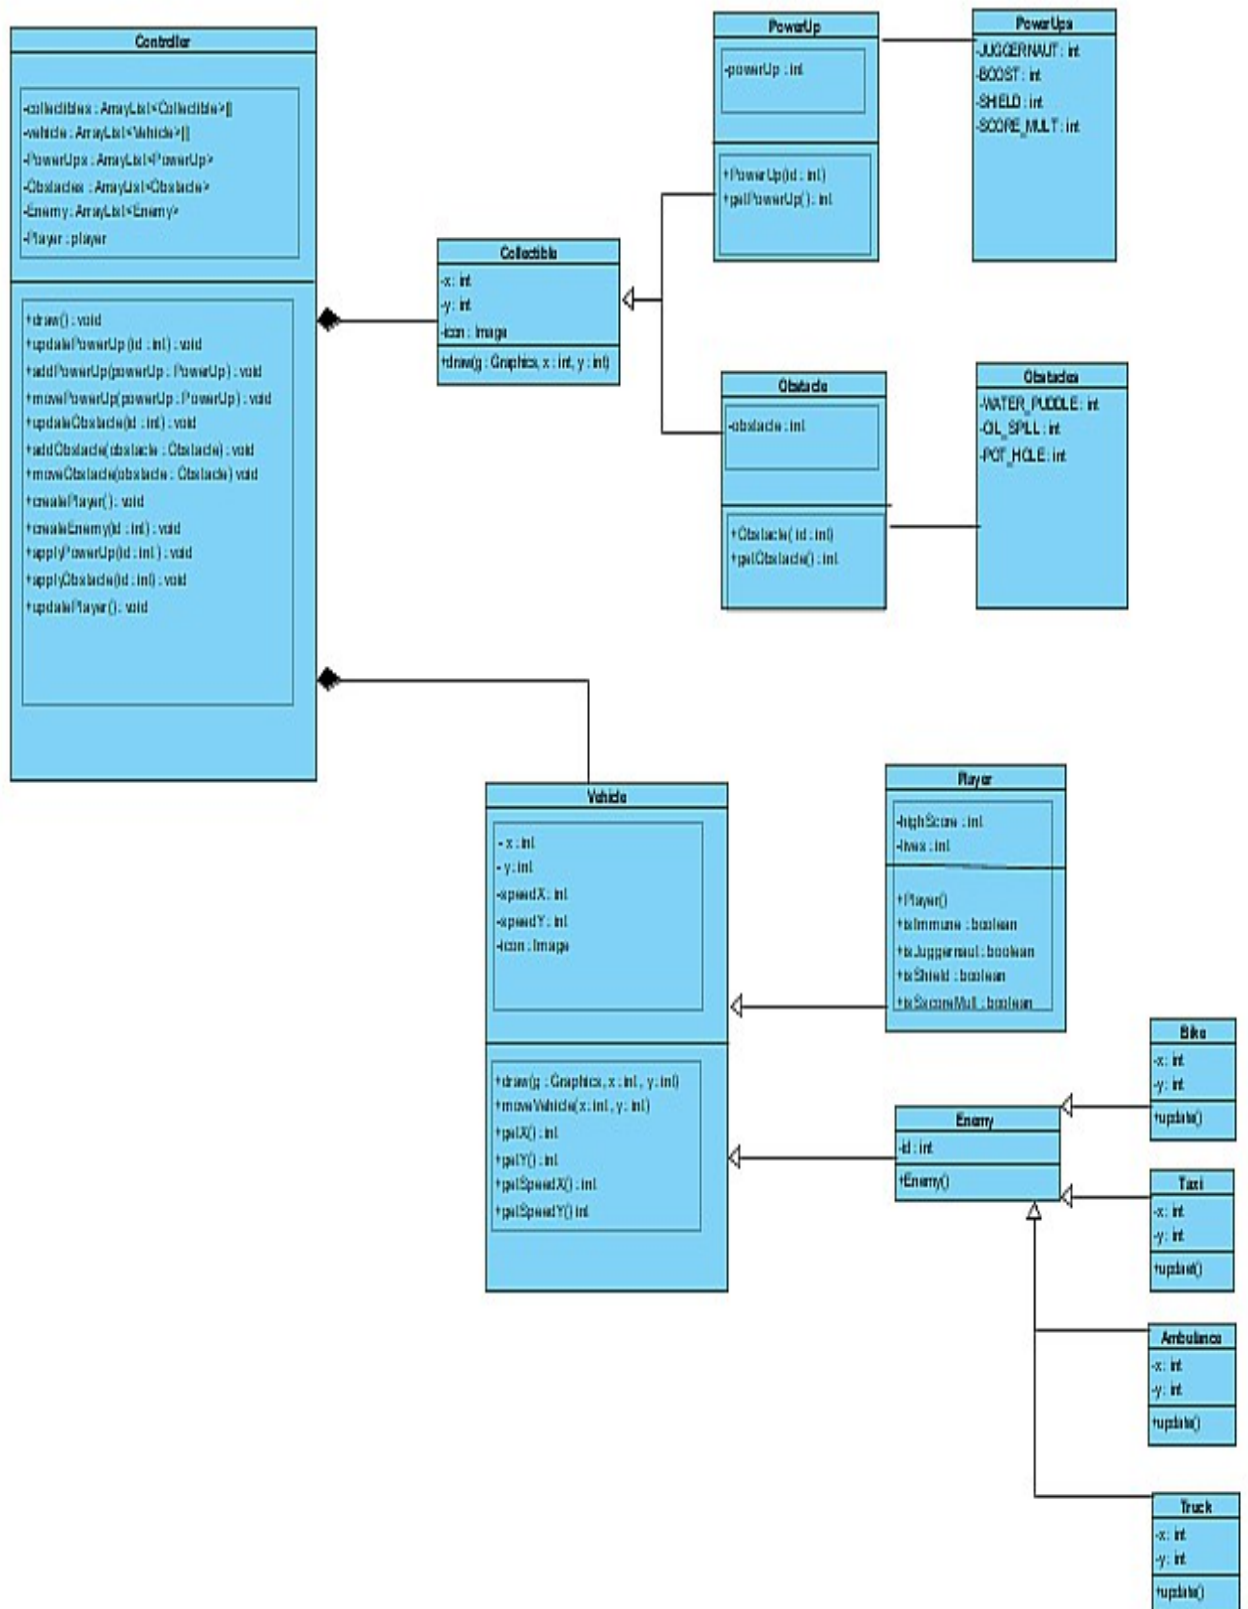 Controller
-collectibles : ArrayList<Collectible>[]
-vehicle : ArrayList<Vehicle>[]
-PowerUps : ArrayList<PowerUp>
-Obstacles : ArrayList<Obstacle>
-Enemy : ArrayList<Enemy>
-Player : player
+draw() : void
+updatePowerUp (id : int) : void
+addPowerUp(powerUp : PowerUp) : void
+movePowerUp(powerUp : PowerUp) : void
+updateObstacle(id : int) : void
+addObstacle(obstacle : Obstacle) : void
+moveObstacle(obstacle : Obstacle) void
+createPlayer() : void
+createEnemy(id : int) : void
+applyPowerUp(id : int ) : void
+applyObstacle(id : int) : void
+updatePlayer() : void
Collectible
-x : int
-y : int
-icon : Image
+draw(g : Graphics, x : int, y : int)
PowerUp
-powerUp : int
+PowerUp(id : int)
+getPowerUp() : int
PowerUps
-JUGGERNAUT : int
-BOOST : int
-SHIELD : int
-SCORE_MULT : int
Obstacle
-obstacle : int
+Obstacle( id : int)
+getObstacle() : int
Obstacles
-WATER_PUDDLE : int
-OIL_SPILL : int
-POT_HOLE : int
Vehicle
- x : int
- y : int
-speedX : int
-speedY : int
-icon : Image
+draw(g : Graphics, x : int , y : int)
+moveVehicle( x : int , y : int)
+getX() : int
+getY() : int
+getSpeedX() : int
+getSpeedY() int
Player
-highScore : int
-lives : int
+Player()
+isImmune : boolean
+isJuggernaut : boolean
+isShield : boolean
+isSscoreMult : boolean
Enemy
-id : int
+Enemy()
Bike
-x : int
-y : int
+update()
Taxi
-x : int
-y : int
+updaet()
Ambulance
-x : int
-y : int
+update()
Truck
-x : int
-y : int
+update()